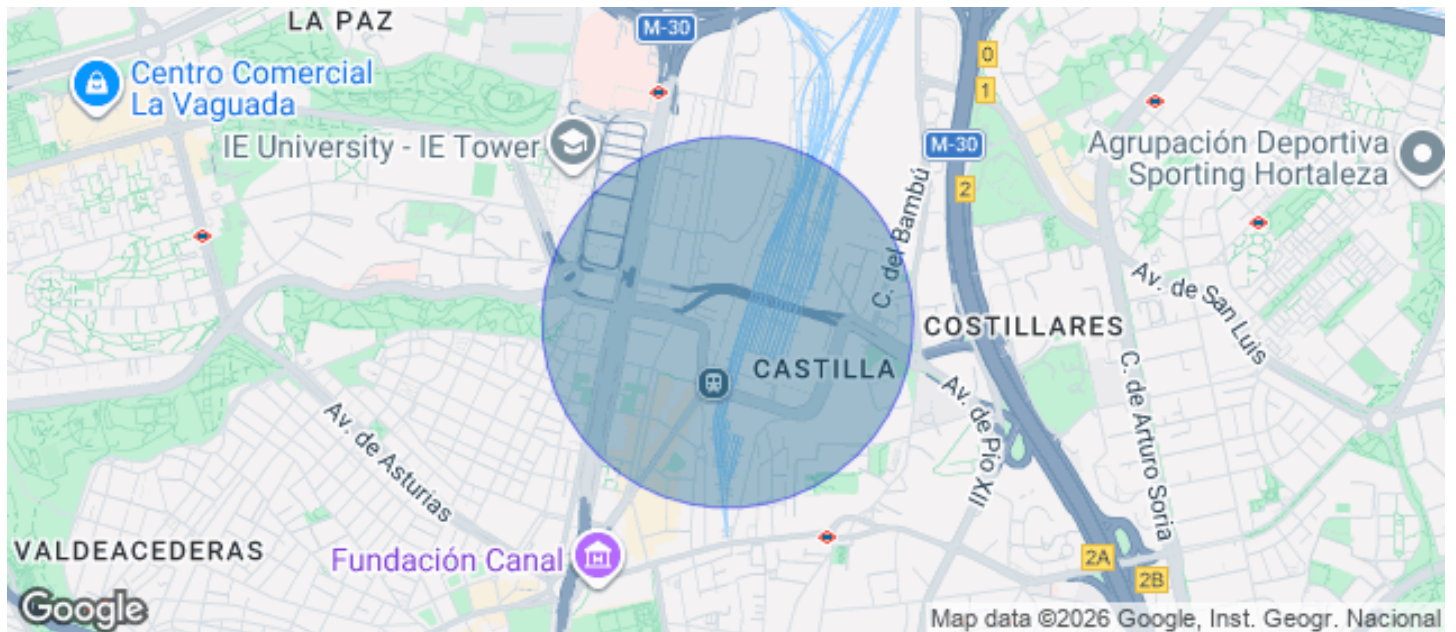 LA PAZ
M-30
Centro Comercial
La Vaguada
0
1
IE University - IE Tower
M-30
Agrupación Deportiva
Sporting Hortaleza
2
C. del Bambú
Av. de San Luis
COSTILLARES
CASTILLA
C. de Arturo Soria
Av. de Pío XII
Av. de Asturias
VALDEACEDERAS
Fundación Canal
2A
2B
Google
Map data ©2026 Google, Inst. Geogr. Nacional